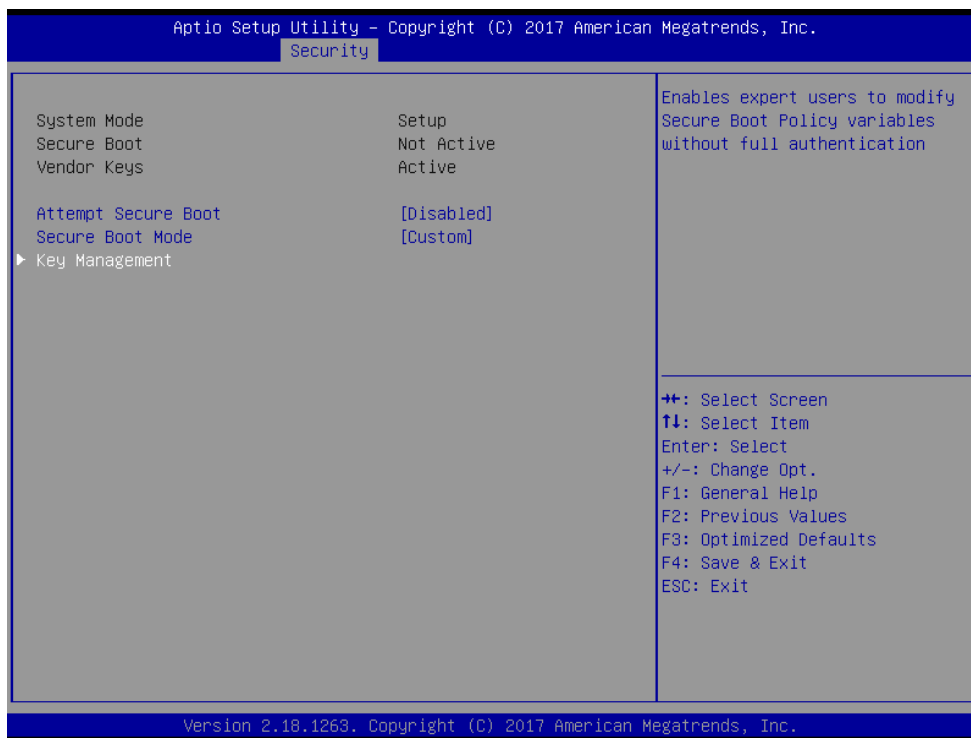 Aptio Setup Utility – Copyright (C) 2017 American Megatrends, Inc.
Security
System Mode Setup
Secure Boot Not Active
Vendor Keys Active
Attempt Secure Boot [Disabled]
Secure Boot Mode [Custom]
▶ Key Management
Enables expert users to modify
Secure Boot Policy variables
without full authentication
→←: Select Screen
↑↓: Select Item
Enter: Select
+/-: Change Opt.
F1: General Help
F2: Previous Values
F3: Optimized Defaults
F4: Save & Exit
ESC: Exit
Version 2.18.1263. Copyright (C) 2017 American Megatrends, Inc.